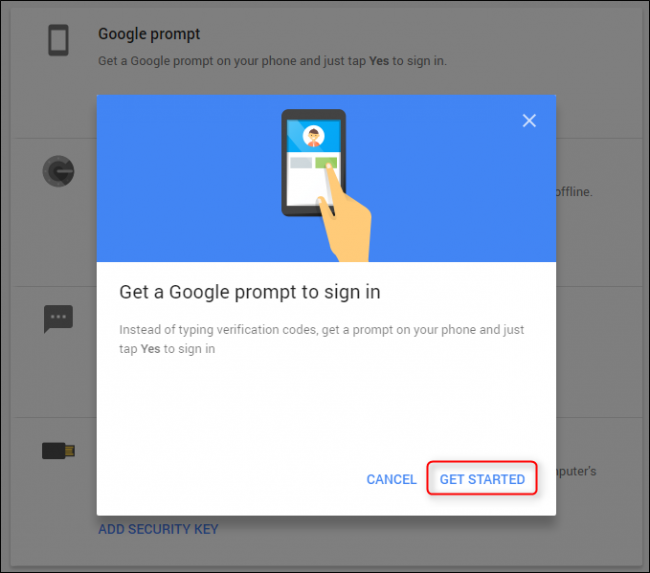 Google prompt
Get a Google prompt on your phone and just tap Yes to sign in.
offline.
Get a Google prompt to sign in
Instead of typing verification codes, get a prompt on your phone and just
tap Yes to sign in
CANCEL GET STARTED
ADD SECURITY KEY